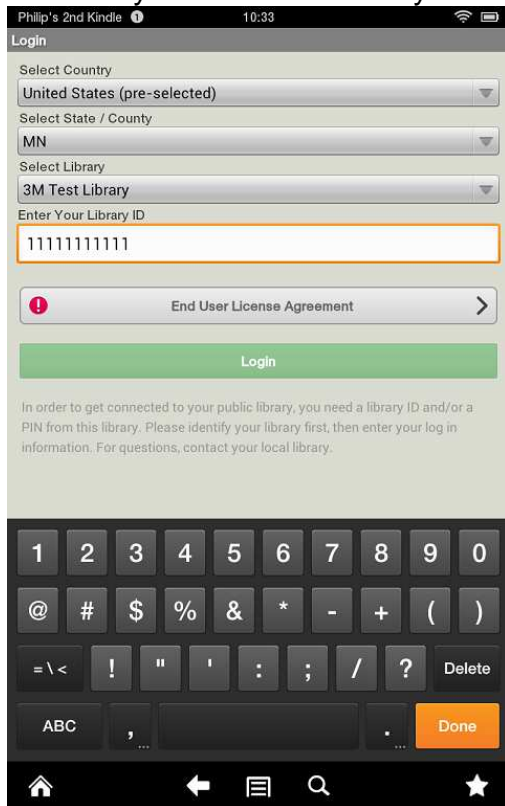 Philip's 2nd Kindle 1 10:33
Login
Select Country
United States (pre-selected)
Select State / County
MN
Select Library
3M Test Library
Enter Your Library ID
11111111111
! End User License Agreement >
Login
In order to get connected to your public library, you need a library ID and/or a
PIN from this library. Please identify your library first, then enter your log in
information. For questions, contact your local library.
1 2 3 4 5 6 7 8 9 0
@ # $ % & * - + ( )
= \ < ! " ' : ; / ? Delete
ABC , ... . ... Done